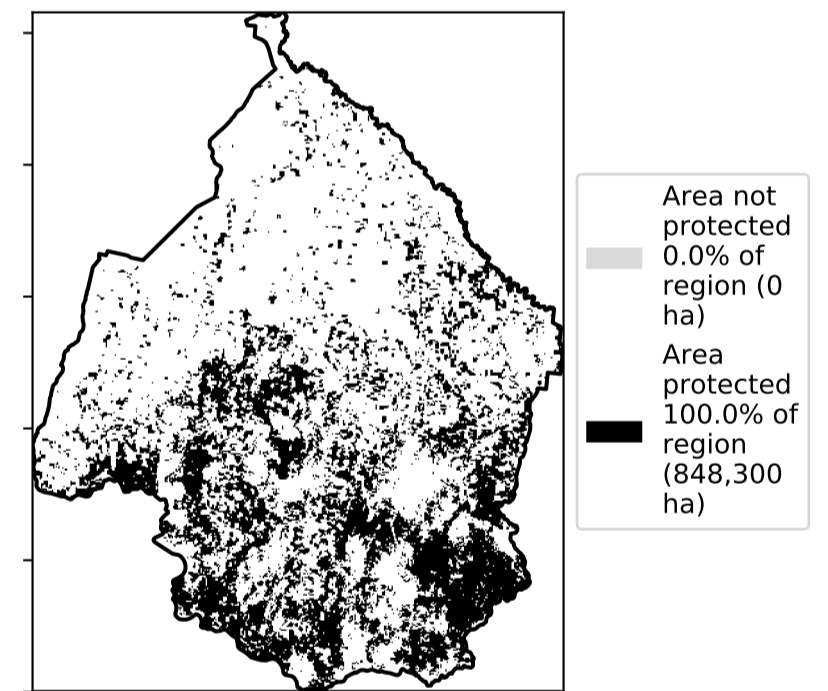 Area not
protected
0.0% of
region (0
ha)
Area
protected
100.0% of
region
(848,300
ha)